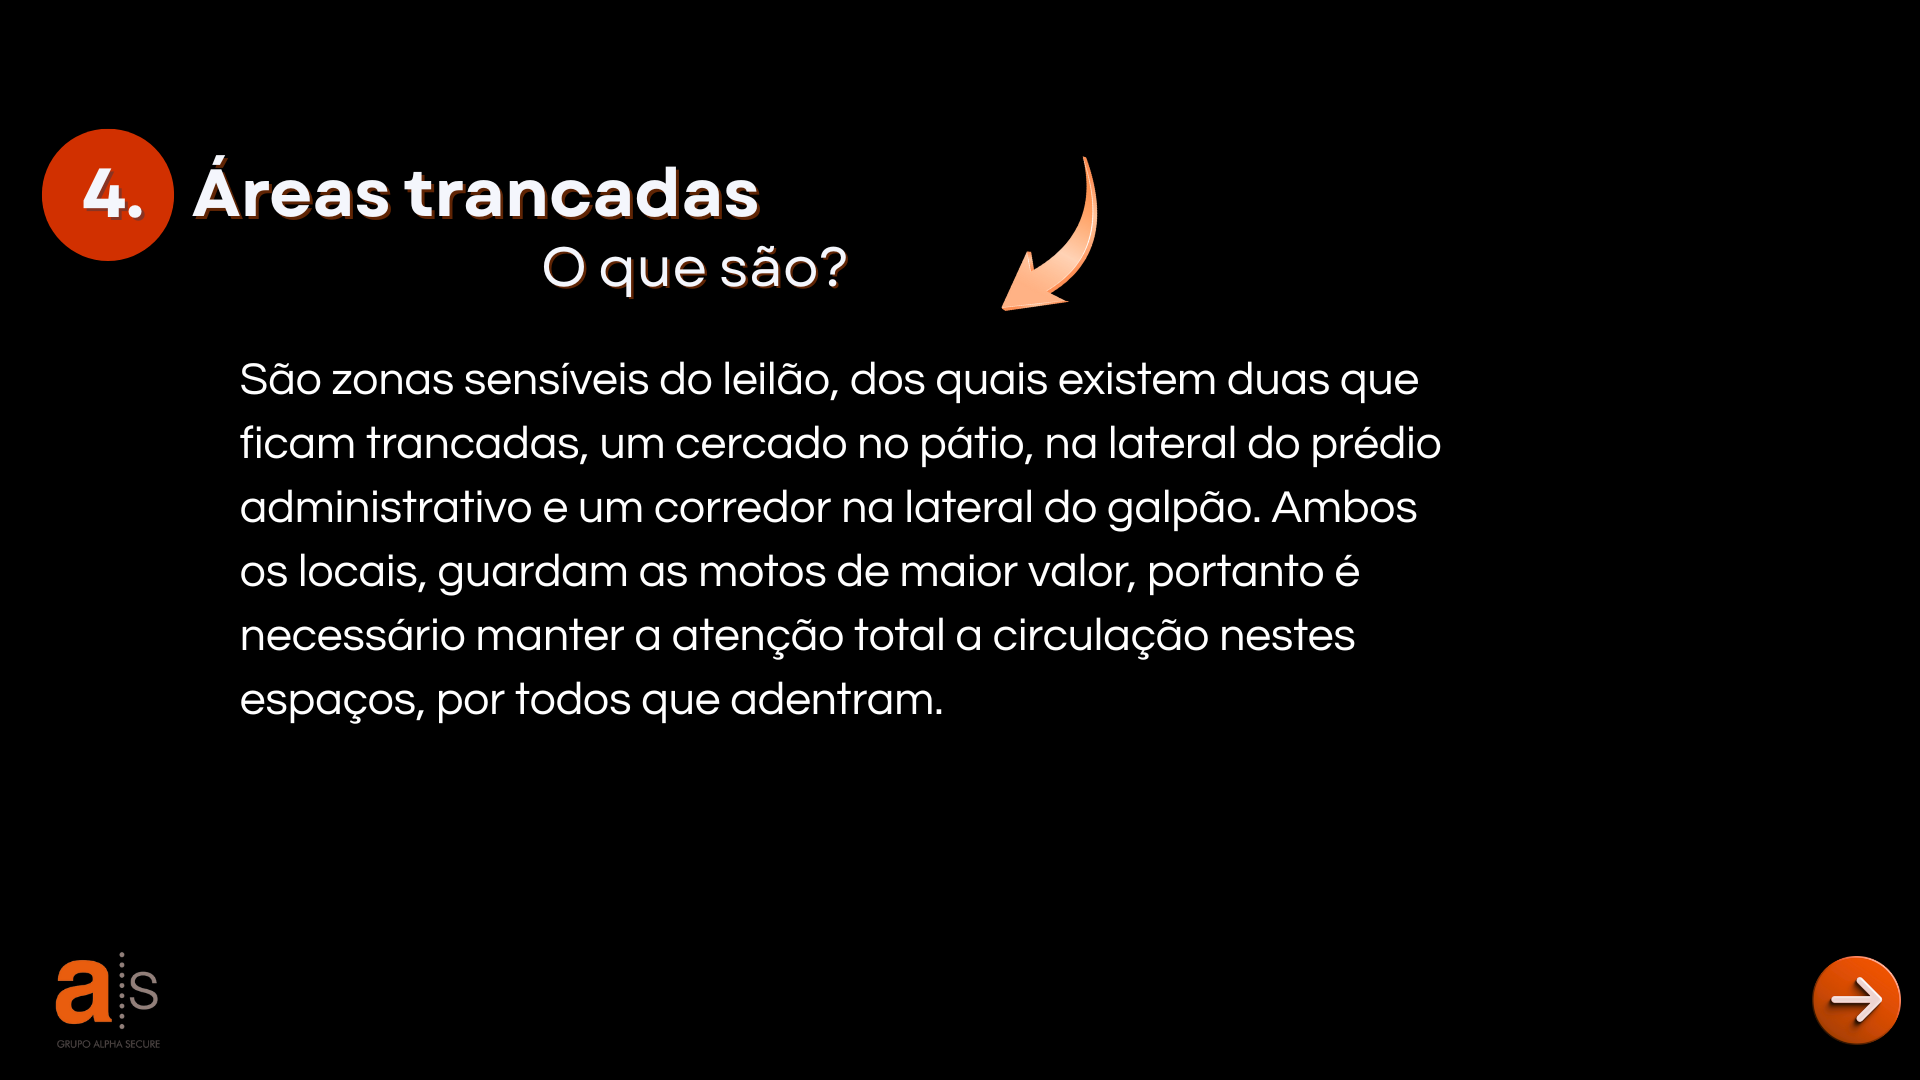 4. Áreas trancadas
O que são?
São zonas sensíveis do leilão, dos quais existem duas que
ficam trancadas, um cercado no pátio, na lateral do prédio
administrativo e um corredor na lateral do galpão. Ambos
os locais, guardam as motos de maior valor, portanto é
necessário manter a atenção total a circulação nestes
espaços, por todos que adentram.
a s
GRUPO ALPHA SECURE